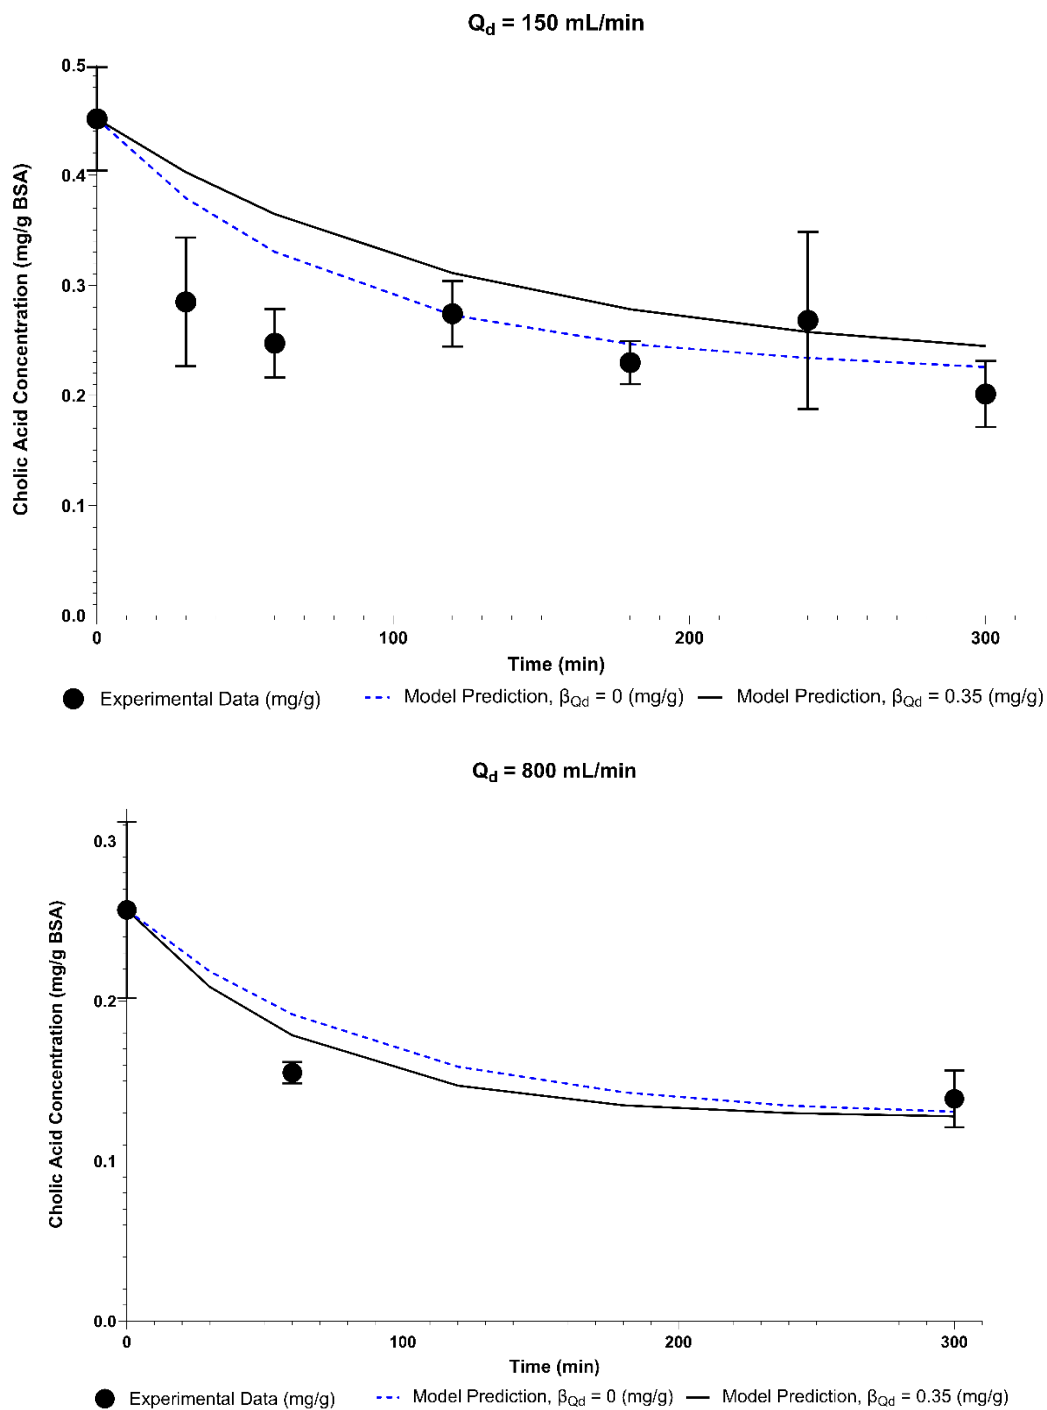 Qd = 150 mL/min
Cholic Acid Concentration (mg/g BSA)
0.5
0.4
0.3
0.2
0.1
0.0
0 100 200 300
Time (min)
Experimental Data (mg/g) Model Prediction, βQd = 0 (mg/g) Model Prediction, βQd = 0.35 (mg/g)
Qd = 800 mL/min
Cholic Acid Concentration (mg/g BSA)
0.3
0.2
0.1
0.0
0 100 200 300
Time (min)
Experimental Data (mg/g) Model Prediction, βQd = 0 (mg/g) Model Prediction, βQd = 0.35 (mg/g)